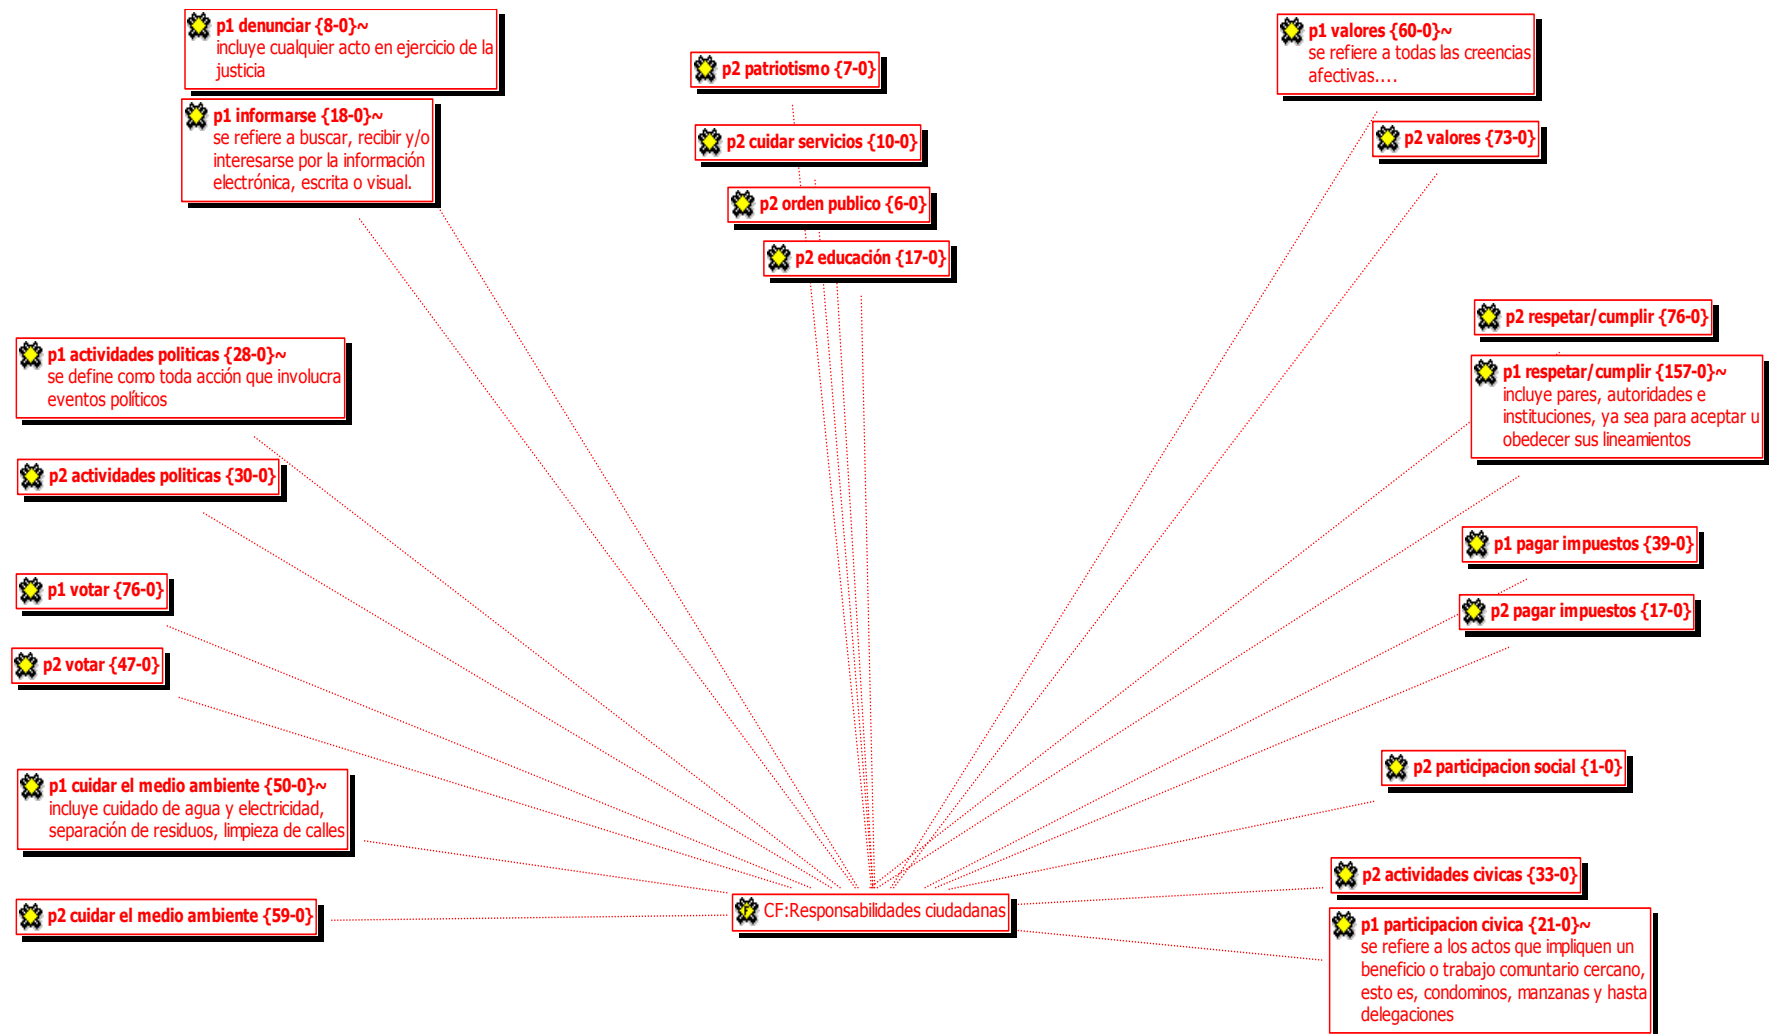 p1 denunciar {8-0}~
incluye cualquier acto en ejercicio de la
justicia
p1 informarse {18-0}~
se refiere a buscar, recibir y/o
interesarse por la información
electrónica, escrita o visual.
p2 patriotismo {7-0}
p2 cuidar servicios {10-0}
p2 orden publico {6-0}
p2 educación {17-0}
p1 valores {60-0}~
se refiere a todas las creencias
afectivas....
p2 valores {73-0}
p1 actividades politicas {28-0}~
se define como toda acción que involucra
eventos políticos
p2 actividades politicas {30-0}
p1 votar {76-0}
p2 votar {47-0}
p2 respetar/cumplir {76-0}
p1 respetar/cumplir {157-0}~
incluye pares, autoridades e
instituciones, ya sea para aceptar u
obedecer sus lineamientos
p1 pagar impuestos {39-0}
p2 pagar impuestos {17-0}
p1 cuidar el medio ambiente {50-0}~
incluye cuidado de agua y electricidad,
separación de residuos, limpieza de calles
p2 cuidar el medio ambiente {59-0}
CF:Responsabilidades ciudadanas
p2 participacion social {1-0}
p2 actividades civicas {33-0}
p1 participacion civica {21-0}~
se refiere a los actos que impliquen un
beneficio o trabajo comuntario cercano,
esto es, condominos, manzanas y hasta
delegaciones